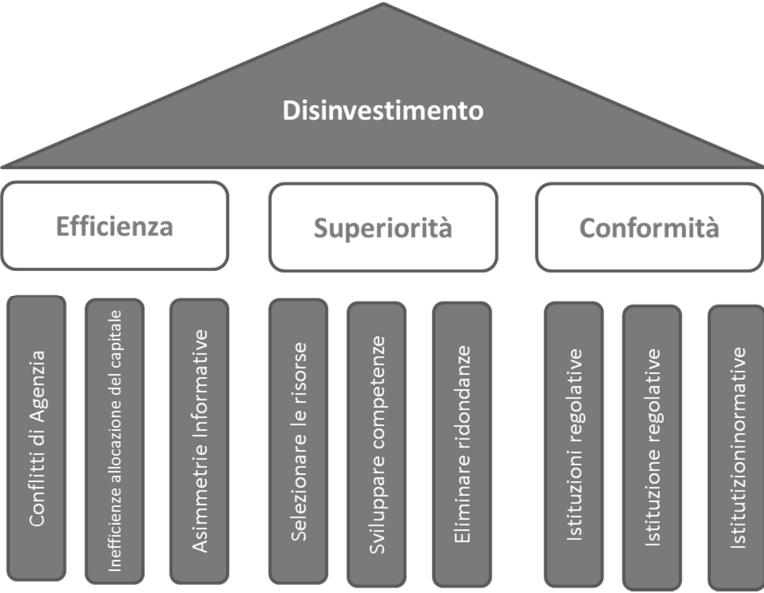 Disinvestimento
Efficienza
Superiorità
Conformità
Conflitti di Agenzia
Inefficienze allocazione del capitale
Asimmetrie Informative
Selezionare le risorse
Sviluppare competenze
Eliminare ridondanze
Istituzioni regolative
Istituzione regolative
Istitutizioninormative